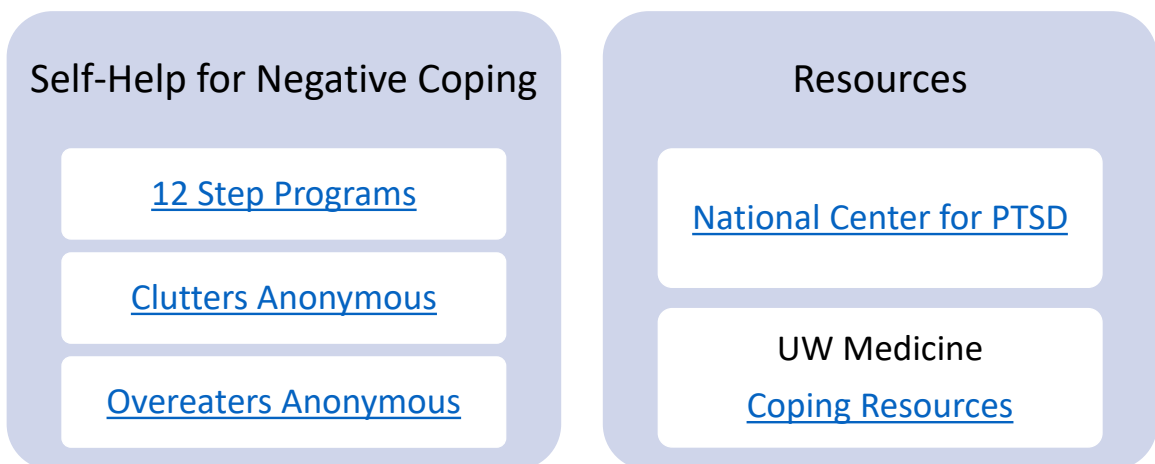 Self-Help for Negative Coping
12 Step Programs
Clutters Anonymous
Overeaters Anonymous
Resources
National Center for PTSD
UW Medicine
Coping Resources